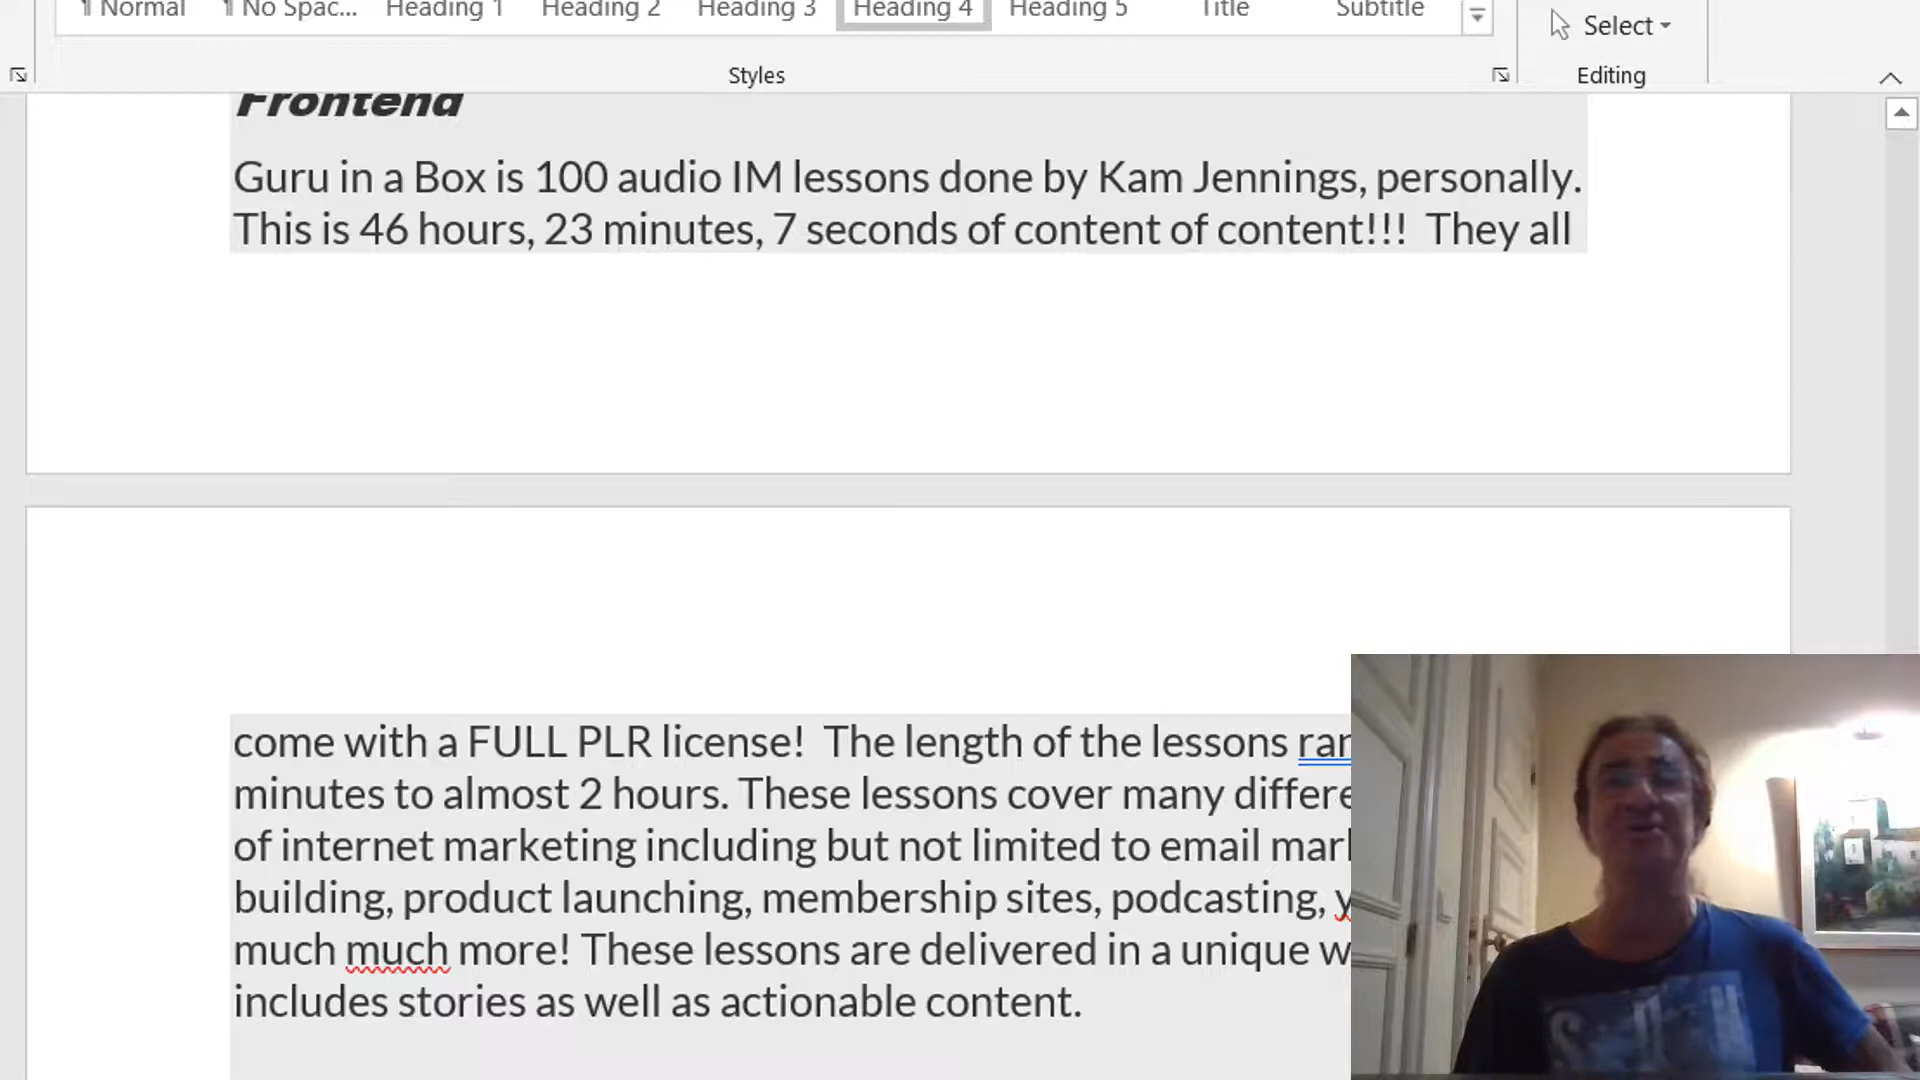 ¶ Normal ¶ No Spac... Heading 1 Heading 2 Heading 3 Heading 4 Heading 5 Title Subtitle
Select
Styles Editing
Frontend
Guru in a Box is 100 audio IM lessons done by Kam Jennings, personally.
This is 46 hours, 23 minutes, 7 seconds of content of content!!! They all
come with a FULL PLR license! The length of the lessons ran
minutes to almost 2 hours. These lessons cover many differe
of internet marketing including but not limited to email mar
building, product launching, membership sites, podcasting, y
much much more! These lessons are delivered in a unique w
includes stories as well as actionable content.